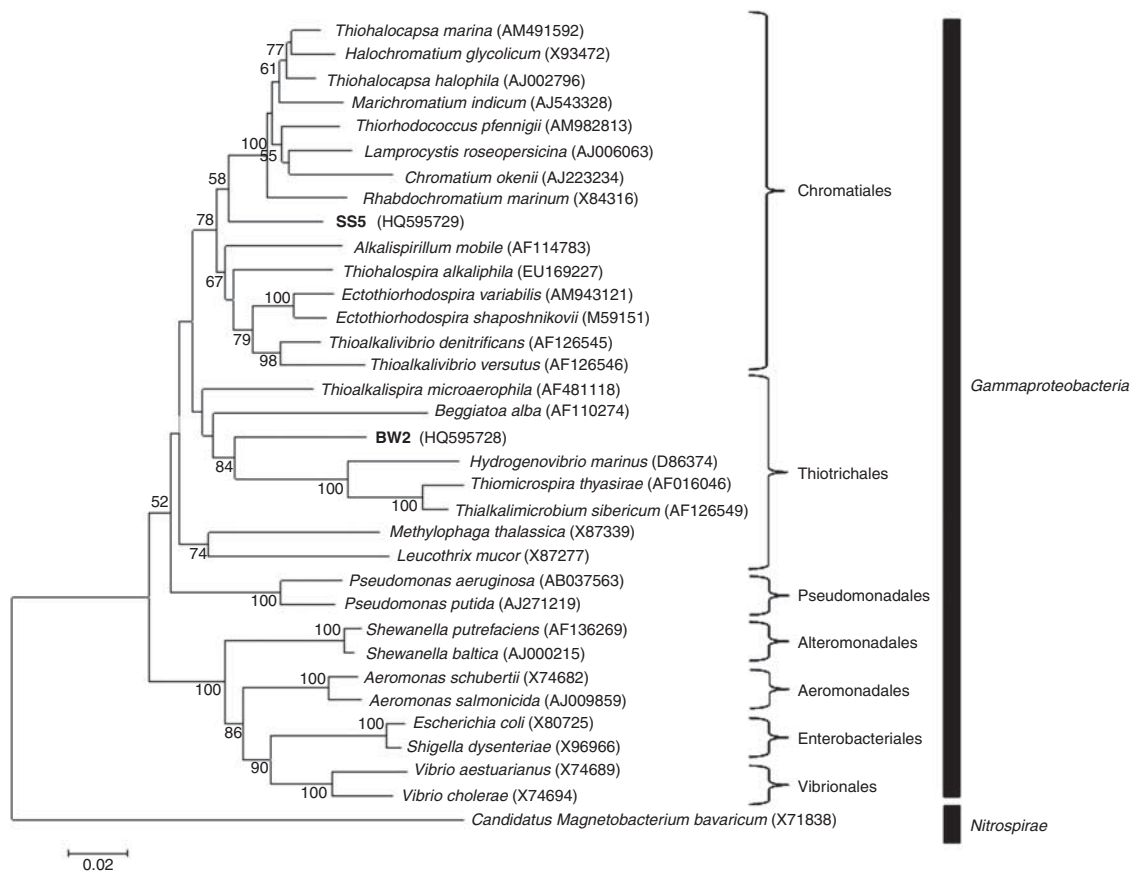 Thiohalocapsa marina (AM491592)
77
Halochromatium glycolicum (X93472)
61
Thiohalocapsa halophila (AJ002796)
Marichromatium indicum (AJ543328)
Thiorhodococcus pfennigii (AM982813)
100
55
Lamprocystis roseopersicina (AJ006063)
Chromatium okenii (AJ223234)
58
Chromatiales
Rhabdochromatium marinum (X84316)
78
SS5 (HQ595729)
Alkalispirillum mobile (AF114783)
67
Thiohalospira alkaliphila (EU169227)
100
Ectothiorhodospira variabilis (AM943121)
Ectothiorhodospira shaposhnikovii (M59151)
79
Thioalkalivibrio denitrificans (AF126545)
98
Thioalkalivibrio versutus (AF126546)
Gammaproteobacteria
Thioalkalispira microaerophila (AF481118)
Beggiatoa alba (AF110274)
BW2 (HQ595728)
84
Hydrogenovibrio marinus (D86374)
Thiotrichales
100
Thiomicrospira thyasirae (AF016046)
100
Thialkalimicrobium sibericum (AF126549)
52
Methylophaga thalassica (X87339)
74
Leucothrix mucor (X87277)
Pseudomonas aeruginosa (AB037563)
100
Pseudomonadales
Pseudomonas putida (AJ271219)
100
Shewanella putrefaciens (AF136269)
Alteromonadales
Shewanella baltica (AJ000215)
100
100
Aeromonas schubertii (X74682)
Aeromonadales
Aeromonas salmonicida (AJ009859)
86
100
Escherichia coli (X80725)
Enterobacteriales
Shigella dysenteriae (X96966)
90
Vibrio aestuarianus (X74689)
Vibrionales
100
Vibrio cholerae (X74694)
Candidatus Magnetobacterium bavaricum (X71838)
Nitrospirae
0.02